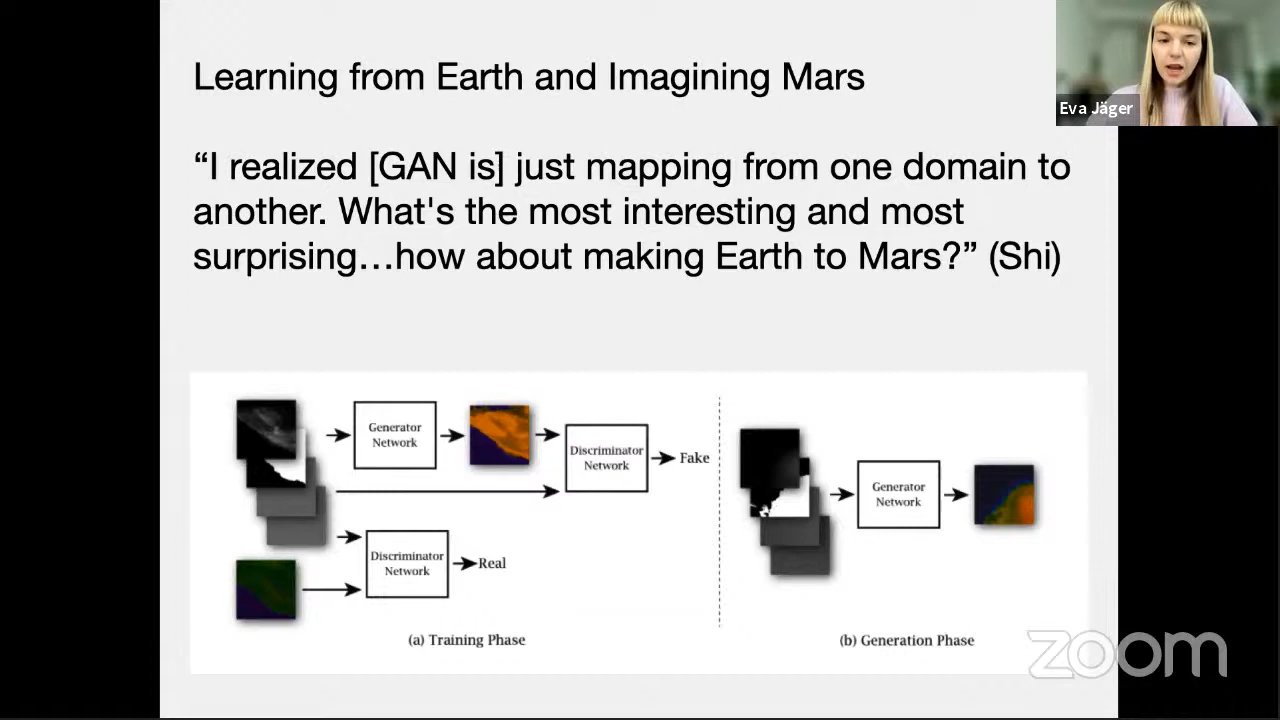 Learning from Earth and Imagining Mars
Eva Jäger
“I realized [GAN is] just mapping from one domain to
another. What's the most interesting and most
surprising…how about making Earth to Mars?” (Shi)
Generator
Network
Discriminator
Network
Fake
Discriminator
Network
Real
(a) Training Phase
Generator
Network
(b) Generation Phase
zoom